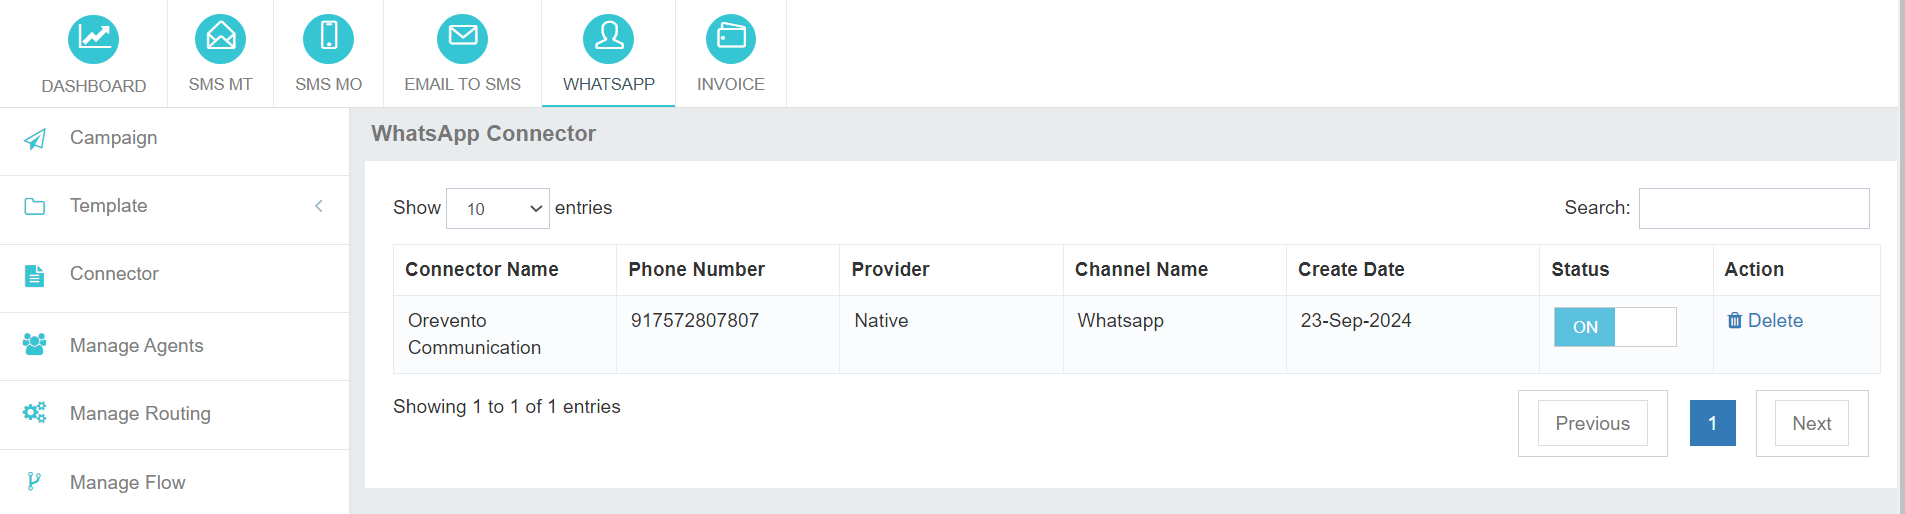 DASHBOARD
SMS MT
SMS MO
EMAIL TO SMS
WHATSAPP
INVOICE
Campaign
Template
Connector
Manage Agents
Manage Routing
Manage Flow
WhatsApp Connector
Show 10 entries
Search:
Connector Name Phone Number Provider Channel Name Create Date Status Action
Orevento 917572807807 Native Whatsapp 23-Sep-2024 ON Delete
Communication
Showing 1 to 1 of 1 entries
Previous 1 Next